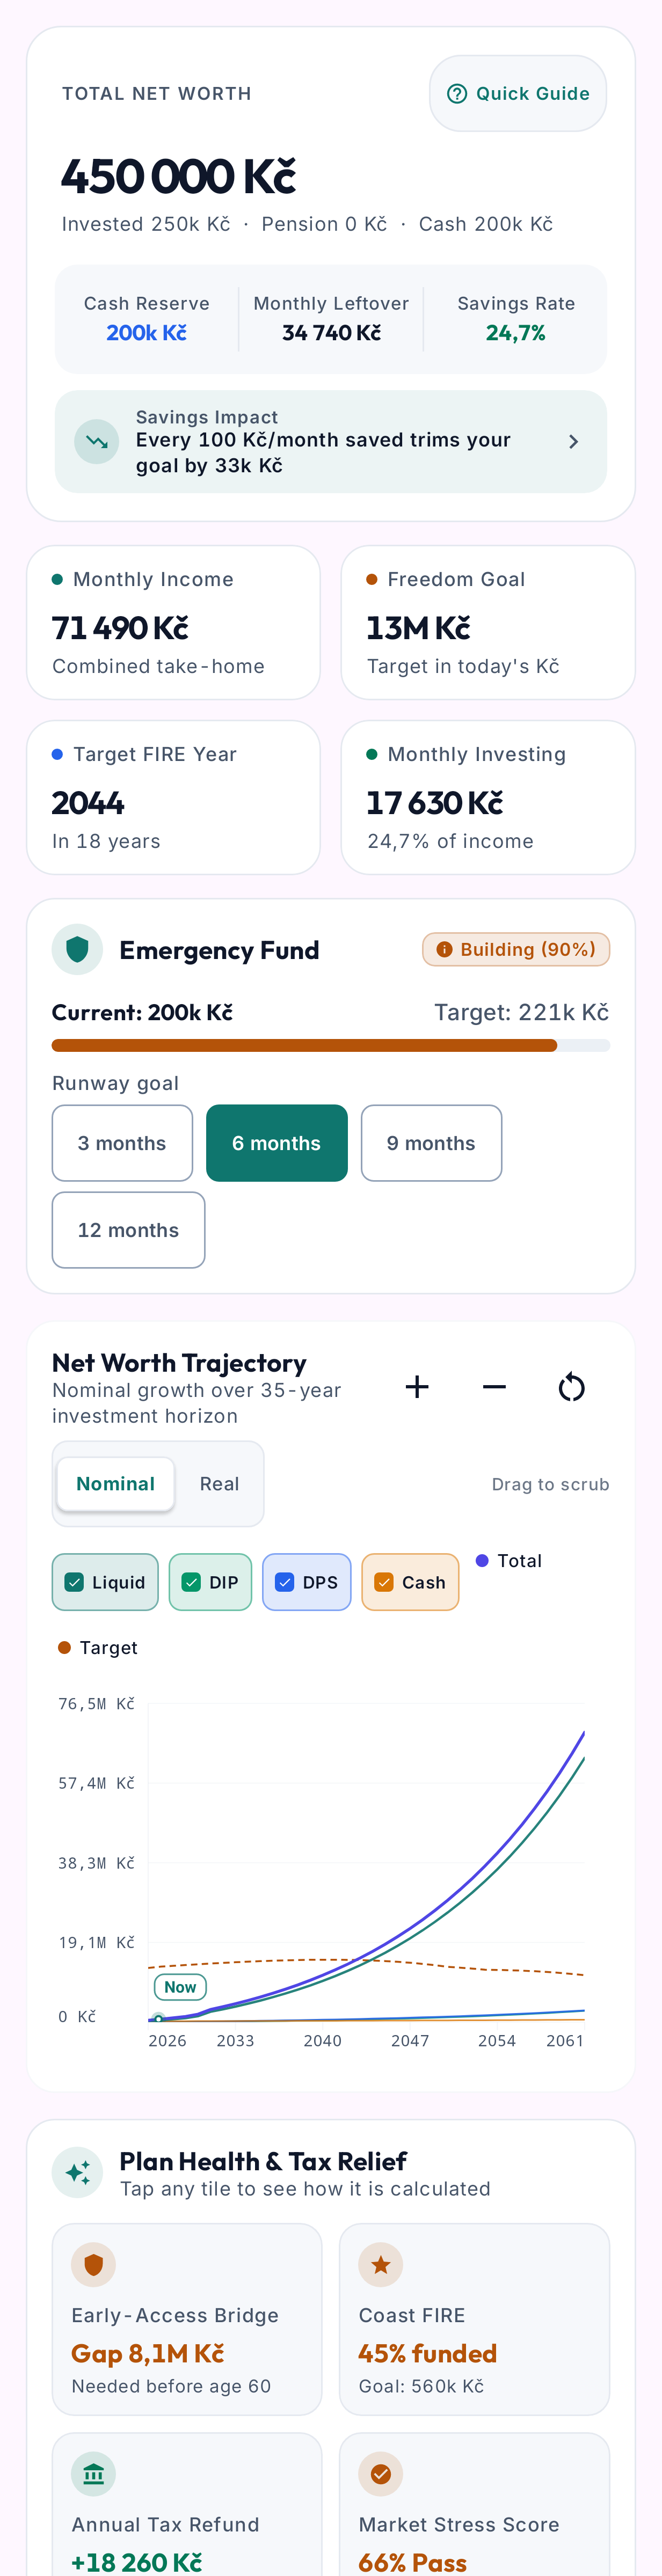 TOTAL NET WORTH
Quick Guide
450 000 Kč
Invested 250k Kč · Pension 0 Kč · Cash 200k Kč
Cash Reserve
200k Kč
Monthly Leftover
34 740 Kč
Savings Rate
24,7%
Savings Impact
Every 100 Kč/month saved trims your
goal by 33k Kč
Monthly Income
71 490 Kč
Combined take-home
Freedom Goal
13M Kč
Target in today's Kč
Target FIRE Year
2044
In 18 years
Monthly Investing
17 630 Kč
24,7% of income
Emergency Fund
Building (90%)
Current: 200k Kč
Target: 221k Kč
Runway goal
3 months
6 months
9 months
12 months
Net Worth Trajectory
Nominal growth over 35-year
investment horizon
Nominal
Real
Drag to scrub
Liquid
DIP
DPS
Cash
Total
Target
76,5M Kč
57,4M Kč
38,3M Kč
19,1M Kč
0 Kč
Now
2026
2033
2040
2047
2054
2061
Plan Health & Tax Relief
Tap any tile to see how it is calculated
Early-Access Bridge
Gap 8,1M Kč
Needed before age 60
Coast FIRE
45% funded
Goal: 560k Kč
Annual Tax Refund
+18 260 Kč
Market Stress Score
66% Pass